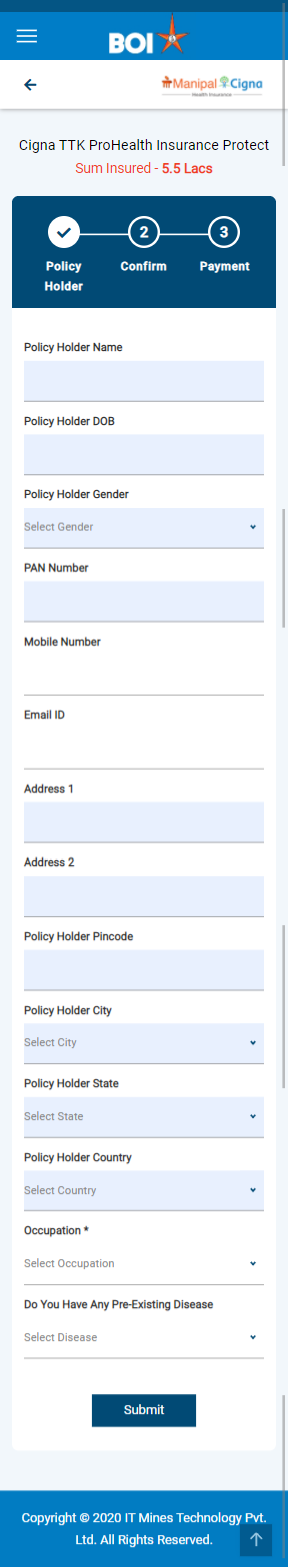 BOI
Manipal Cigna
Health Insurance
Cigna TTK ProHealth Insurance Protect
Sum Insured - 5.5 Lacs
2
3
Policy
Holder
Confirm
Payment
Policy Holder Name
Policy Holder DOB
Policy Holder Gender
Select Gender
PAN Number
Mobile Number
Email ID
Address 1
Address 2
Policy Holder Pincode
Policy Holder City
Select City
Policy Holder State
Select State
Policy Holder Country
Select Country
Occupation *
Select Occupation
Do You Have Any Pre-Existing Disease
Select Disease
Submit
Copyright © 2020 IT Mines Technology Pvt.
Ltd. All Rights Reserved.